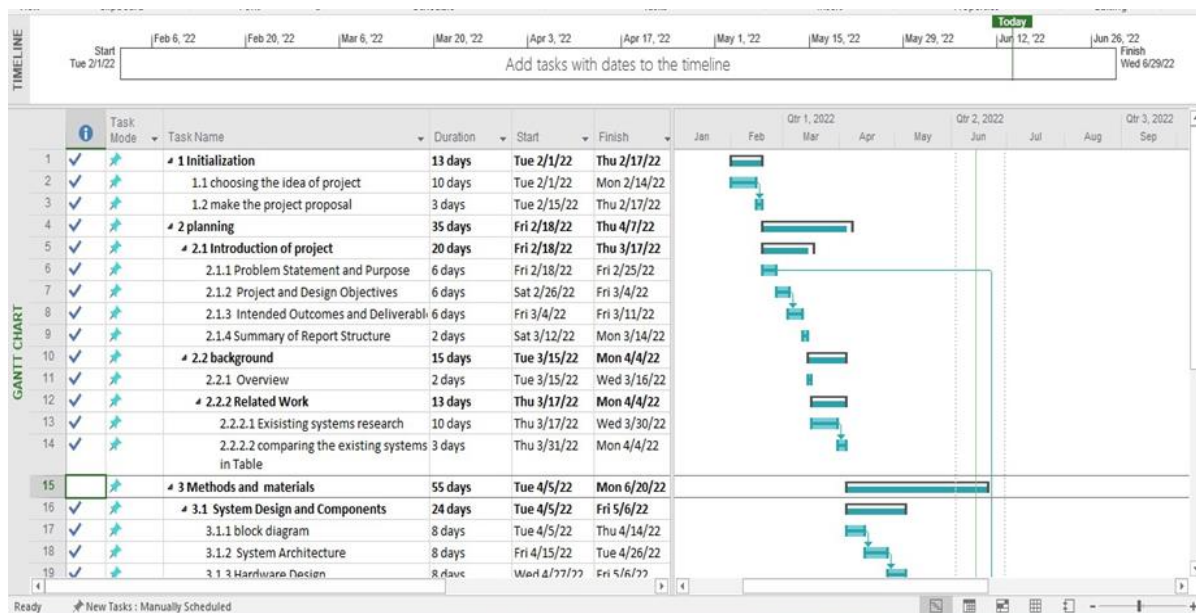 Today
Feb 6, '22 Feb 20, '22 Mar 6, '22 Mar 20, '22 Apr 3, '22 Apr 17, '22 May 1, '22 May 15, '22 May 29, '22 Jun 12, '22 Jun 26, '22
TIMELINE
Start
Tue 2/1/22
Add tasks with dates to the timeline
Finish
Wed 6/29/22
Task Mode Task Name Duration Start Finish
Qtr 1, 2022 Qtr 2, 2022 Qtr 3, 2022
Jan Feb Mar Apr May Jun Jul Aug Sep
GANTT CHART
1 1 Initialization 13 days Tue 2/1/22 Thu 2/17/22
2 1.1 choosing the idea of project 10 days Tue 2/1/22 Mon 2/14/22
3 1.2 make the project proposal 3 days Tue 2/15/22 Thu 2/17/22
4 2 planning 35 days Fri 2/18/22 Thu 4/7/22
5 2.1 Introduction of project 20 days Fri 2/18/22 Thu 3/17/22
6 2.1.1 Problem Statement and Purpose 6 days Fri 2/18/22 Fri 2/25/22
7 2.1.2 Project and Design Objectives 6 days Sat 2/26/22 Fri 3/4/22
8 2.1.3 Intended Outcomes and Deliverabl 6 days Fri 3/4/22 Fri 3/11/22
9 2.1.4 Summary of Report Structure 2 days Sat 3/12/22 Mon 3/14/22
10 2.2 background 15 days Tue 3/15/22 Mon 4/4/22
11 2.2.1 Overview 2 days Tue 3/15/22 Wed 3/16/22
12 2.2.2 Related Work 13 days Thu 3/17/22 Mon 4/4/22
13 2.2.2.1 Exisisting systems research 10 days Thu 3/17/22 Wed 3/30/22
14 2.2.2.2 comparing the existing systems 3 days Thu 3/31/22 Mon 4/4/22
in Table
15 3 Methods and materials 55 days Tue 4/5/22 Mon 6/20/22
16 3.1 System Design and Components 24 days Tue 4/5/22 Fri 5/6/22
17 3.1.1 block diagram 8 days Tue 4/5/22 Thu 4/14/22
18 3.1.2 System Architecture 8 days Fri 4/15/22 Tue 4/26/22
19 3.1.3 Hardware Design 8 days Wed 4/27/22 Fri 5/6/22
Ready New Tasks : Manually Scheduled